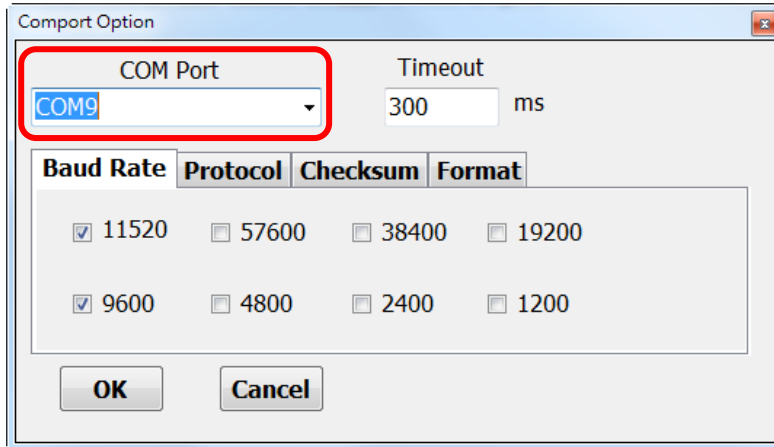 Comport Option
COM Port Timeout
COM9 300 ms
Baud Rate Protocol Checksum Format
11520 57600 38400 19200
9600 4800 2400 1200
OK Cancel